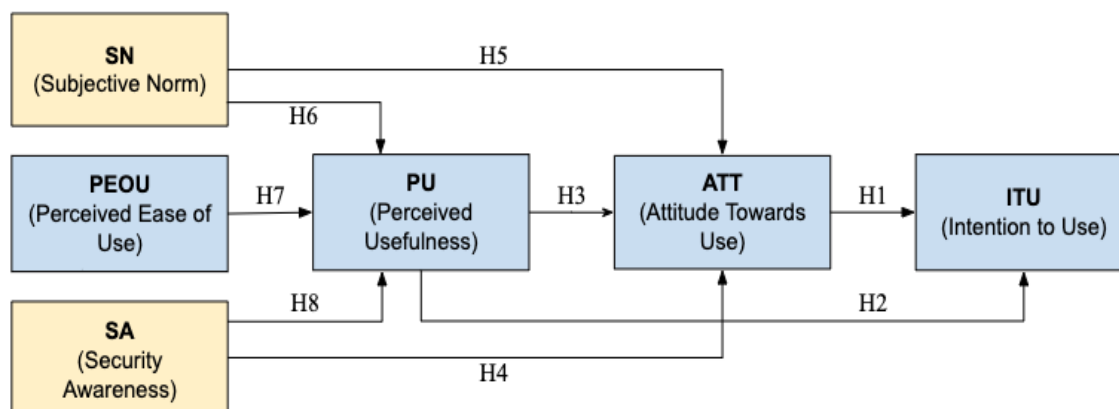 SN
(Subjective Norm)
H5
H6
PEOU
(Perceived Ease of
Use)
H7
PU
(Perceived
Usefulness)
H3
ATT
(Attitude Towards
Use)
H1
ITU
(Intention to Use)
SA
(Security
Awareness)
H8
H2
H4